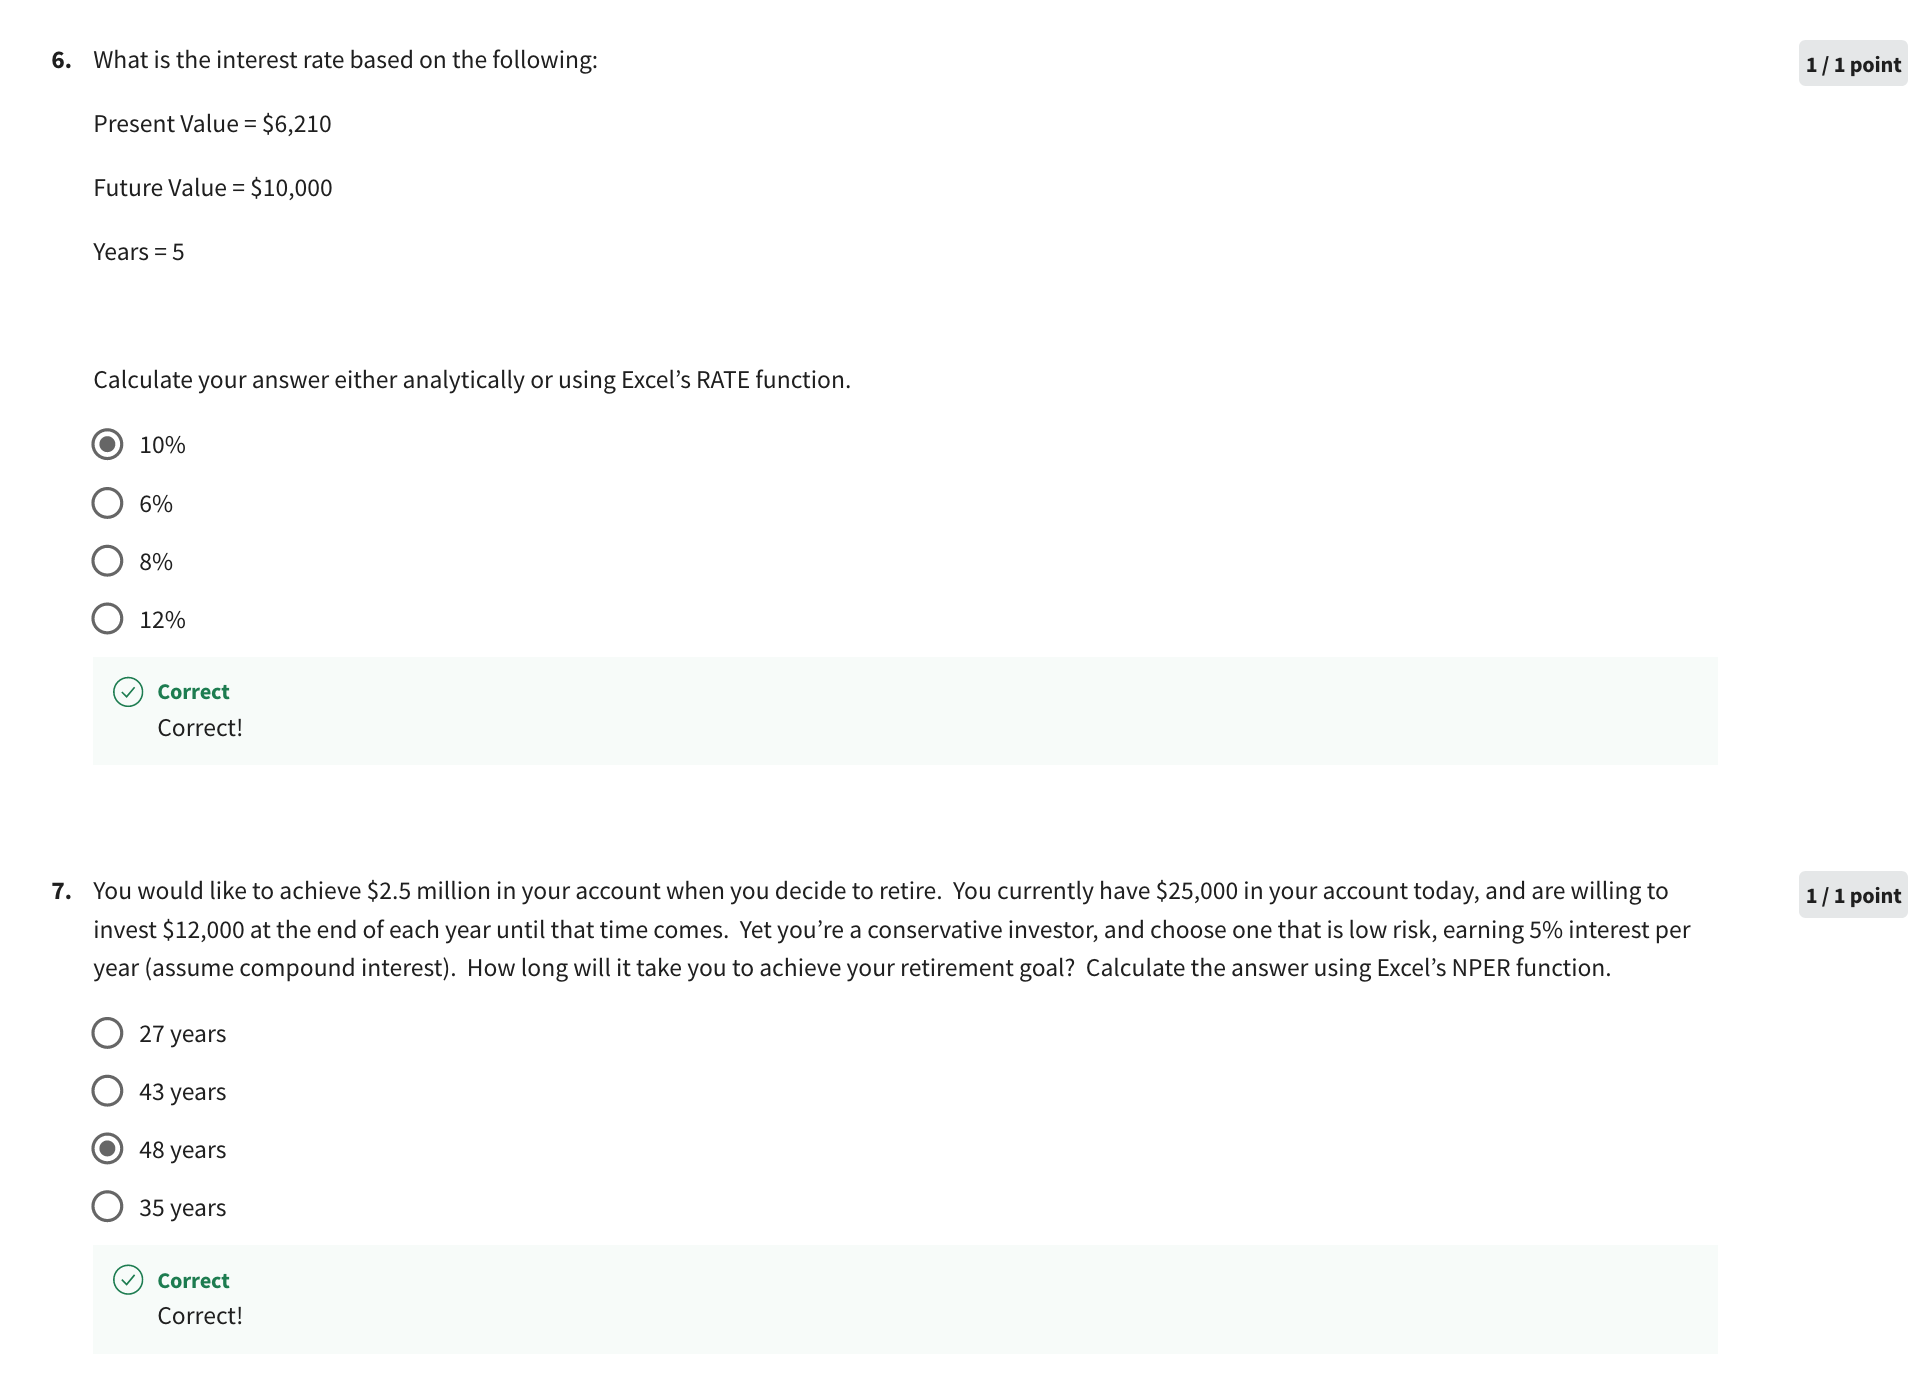 6. What is the interest rate based on the following:
1 / 1 point
Present Value = $6,210
Future Value = $10,000
Years = 5
Calculate your answer either analytically or using Excel’s RATE function.
10%
6%
8%
12%
Correct
Correct!
7. You would like to achieve $2.5 million in your account when you decide to retire.  You currently have $25,000 in your account today, and are willing to
1 / 1 point
invest $12,000 at the end of each year until that time comes.  Yet you’re a conservative investor, and choose one that is low risk, earning 5% interest per
year (assume compound interest).  How long will it take you to achieve your retirement goal?  Calculate the answer using Excel’s NPER function.
27 years
43 years
48 years
35 years
Correct
Correct!